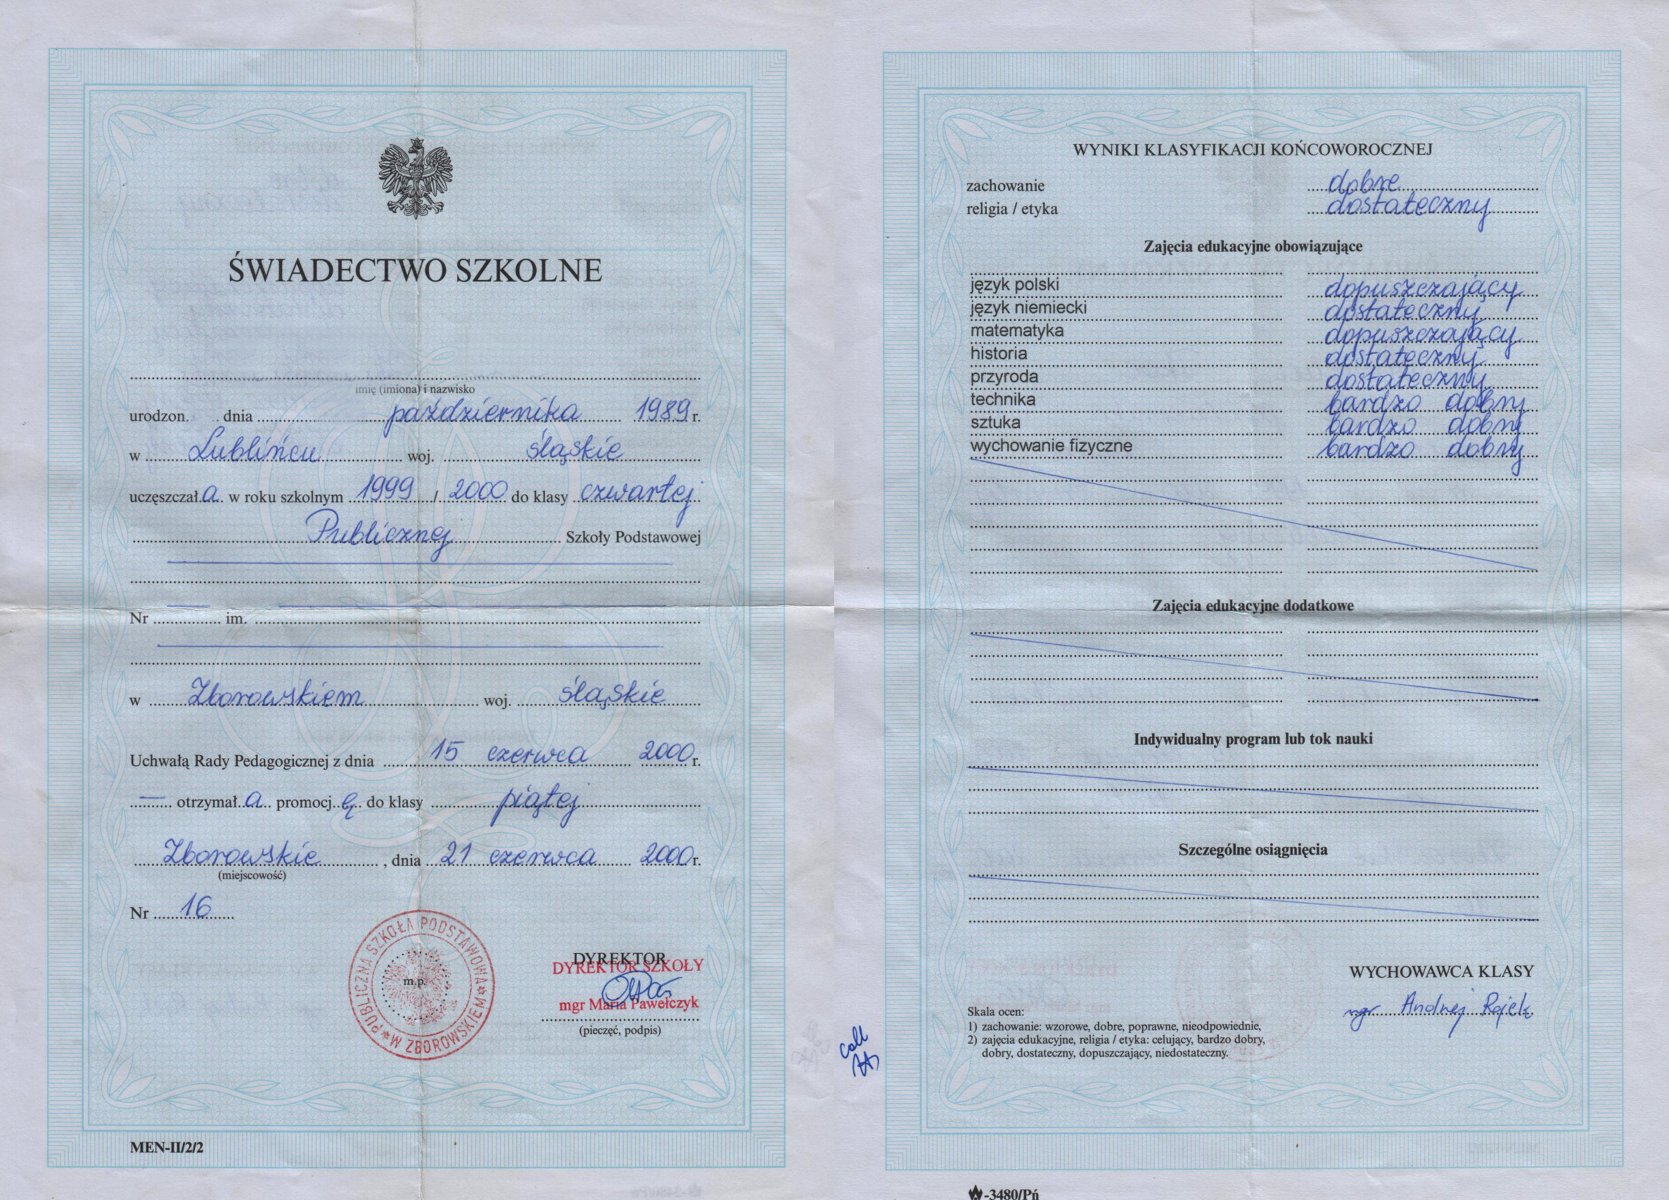 ŚWIADECTWO SZKOLNE
imię (imiona) i nazwisko
urodzon. dnia października 1989 r.
w Lublińcu woj. śląskie
uczęszczał a w roku szkolnym 1999 / 2000 do klasy czwartej
Publicznej Szkoły Podstawowej
Nr im.
w Zborowskiem woj. śląskie
Uchwałą Rady Pedagogicznej z dnia 15 czerwca 2000 r.
— otrzymał a promocj ę do klasy piątej
Zborowskie, dnia 21 czerwca 2000 r.
(miejscowość)
Nr 16
PUBLICZNA SZKOŁA PODSTAWOWA
W ZBOROWSKIEM
m.p.
DYREKTOR
DYREKTOR SZKOŁY
mgr Maria Pawełczyk
(pieczęć, podpis)
MEN-II/2/2
WYNIKI KLASYFIKACJI KOŃCOWOROCZNEJ
zachowanie dobre
religia / etyka dostateczny
Zajęcia edukacyjne obowiązujące
język polski dopuszczający
język niemiecki dostateczny
matematyka dopuszczający
historia dostateczny
przyroda dostateczny
technika bardzo dobry
sztuka bardzo dobry
wychowanie fizyczne bardzo dobry
Zajęcia edukacyjne dodatkowe
Indywidualny program lub tok nauki
Szczególne osiągnięcia
WYCHOWAWCA KLASY
mgr Andrzej
Skala ocen:
1) zachowanie: wzorowe, dobre, poprawne, nieodpowiednie,
2) zajęcia edukacyjne, religia / etyka: celujący, bardzo dobry,
dobry, dostateczny, dopuszczający, niedostateczny.
-3480/Pń